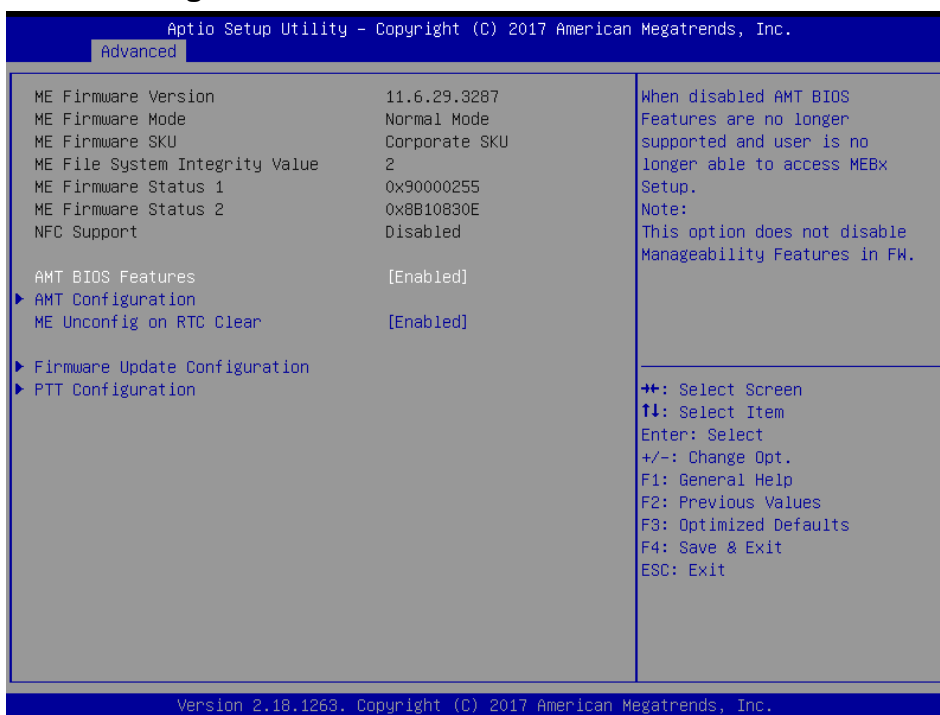 Aptio Setup Utility – Copyright (C) 2017 American Megatrends, Inc.
Advanced
ME Firmware Version 11.6.29.3287
ME Firmware Mode Normal Mode
ME Firmware SKU Corporate SKU
ME File System Integrity Value 2
ME Firmware Status 1 0x90000255
ME Firmware Status 2 0x8B10830E
NFC Support Disabled
AMT BIOS Features [Enabled]
AMT Configuration
ME Unconfig on RTC Clear [Enabled]
Firmware Update Configuration
PTT Configuration
When disabled AMT BIOS
Features are no longer
supported and user is no
longer able to access MEBx
Setup.
Note:
This option does not disable
Manageability Features in FW.
→←: Select Screen
↑↓: Select Item
Enter: Select
+/-: Change Opt.
F1: General Help
F2: Previous Values
F3: Optimized Defaults
F4: Save & Exit
ESC: Exit
Version 2.18.1263. Copyright (C) 2017 American Megatrends, Inc.